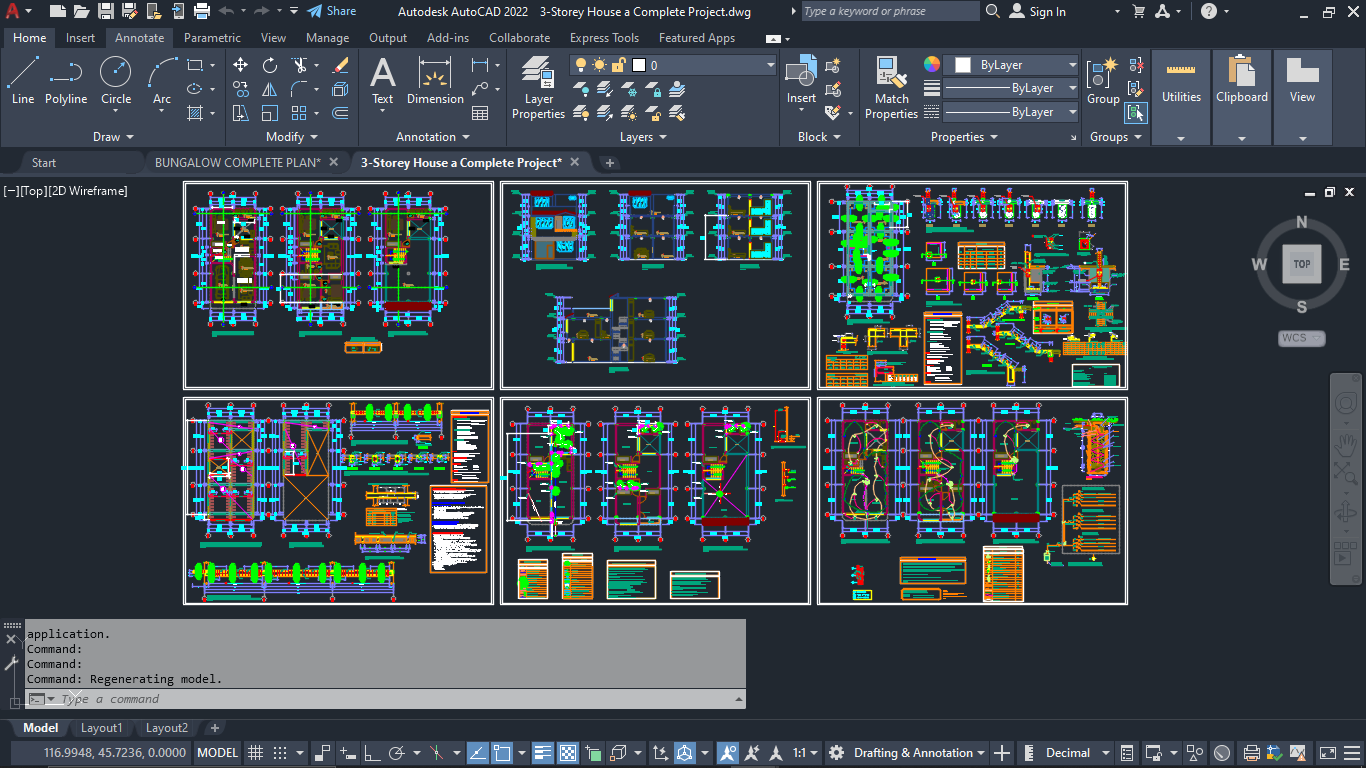 Share
Autodesk AutoCAD 2022    3-Storey House a Complete Project.dwg
Type a keyword or phrase
Sign In
Home Insert Annotate Parametric View Manage Output Add-ins Collaborate Express Tools Featured Apps
0
ByLayer
ByLayer
ByLayer
Line Polyline Circle Arc
Text Dimension
Layer Properties
Insert
Match Properties
Group
Utilities Clipboard View
Draw Modify Annotation Layers Block Properties Groups
Start BUNGALOW COMPLETE PLAN* 3-Storey House a Complete Project*
[−][Top][2D Wireframe]
N
W TOP E
S
WCS
application.
Command:
Command:
Command: Regenerating model.
Type a command
Model Layout1 Layout2
116.9948, 45.7236, 0.0000 MODEL 1:1 Drafting & Annotation Decimal